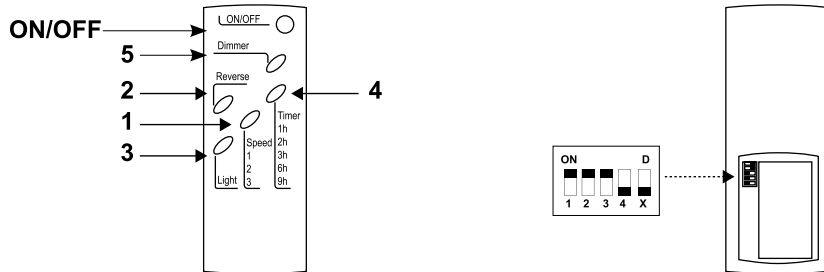 ON/OFF
ON/OFF
5
Dimmer
2
Reverse
4
1
Timer
1h
Speed 2h
3
1 3h
2 6h
Light 3 9h
ON D
1 2 3 4 X